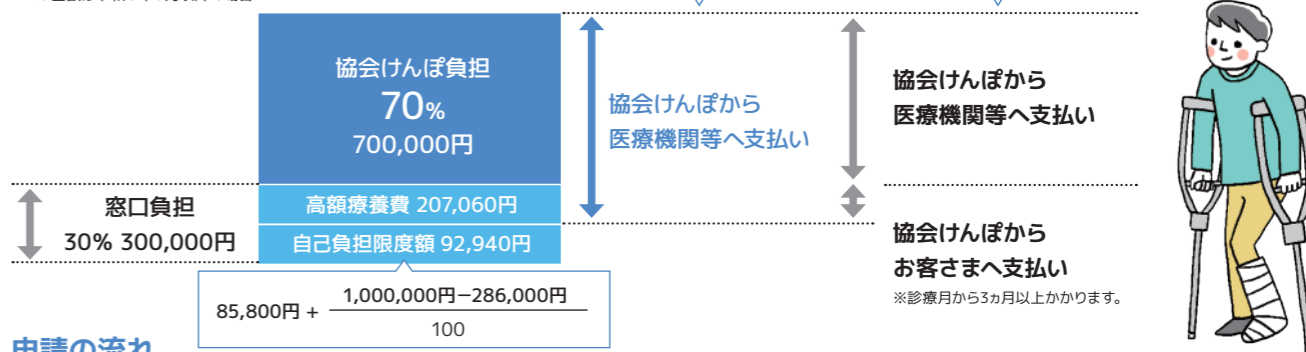 協会けんぽ負担
70%
700,000円
協会けんぽから
医療機関等へ支払い
協会けんぽから
医療機関等へ支払い
窓口負担
30% 300,000円
高額療養費 207,060円
自己負担限度額 92,940円
協会けんぽから
お客さまへ支払い
※診療月から3ヵ月以上かかります。
85,800円 + 1,000,000円−286,000円
100
申請の流れ